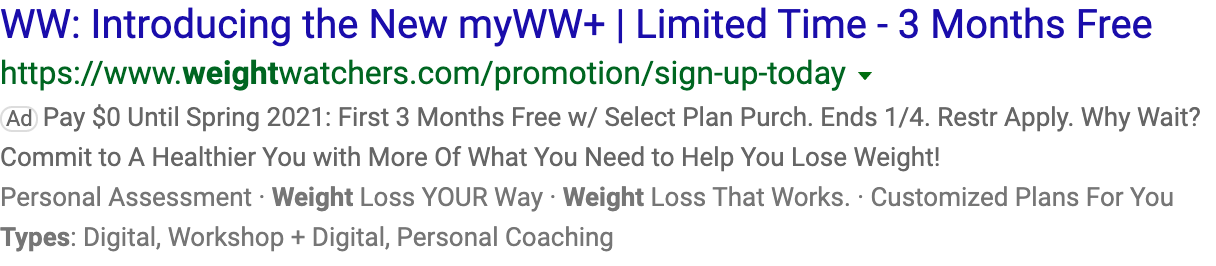 WW: Introducing the New myWW+ | Limited Time - 3 Months Free
https://www.weightwatchers.com/promotion/sign-up-today
Ad Pay $0 Until Spring 2021: First 3 Months Free w/ Select Plan Purch. Ends 1/4. Restr Apply. Why Wait?
Commit to A Healthier You with More Of What You Need to Help You Lose Weight!
Personal Assessment · Weight Loss YOUR Way · Weight Loss That Works. · Customized Plans For You
Types: Digital, Workshop + Digital, Personal Coaching